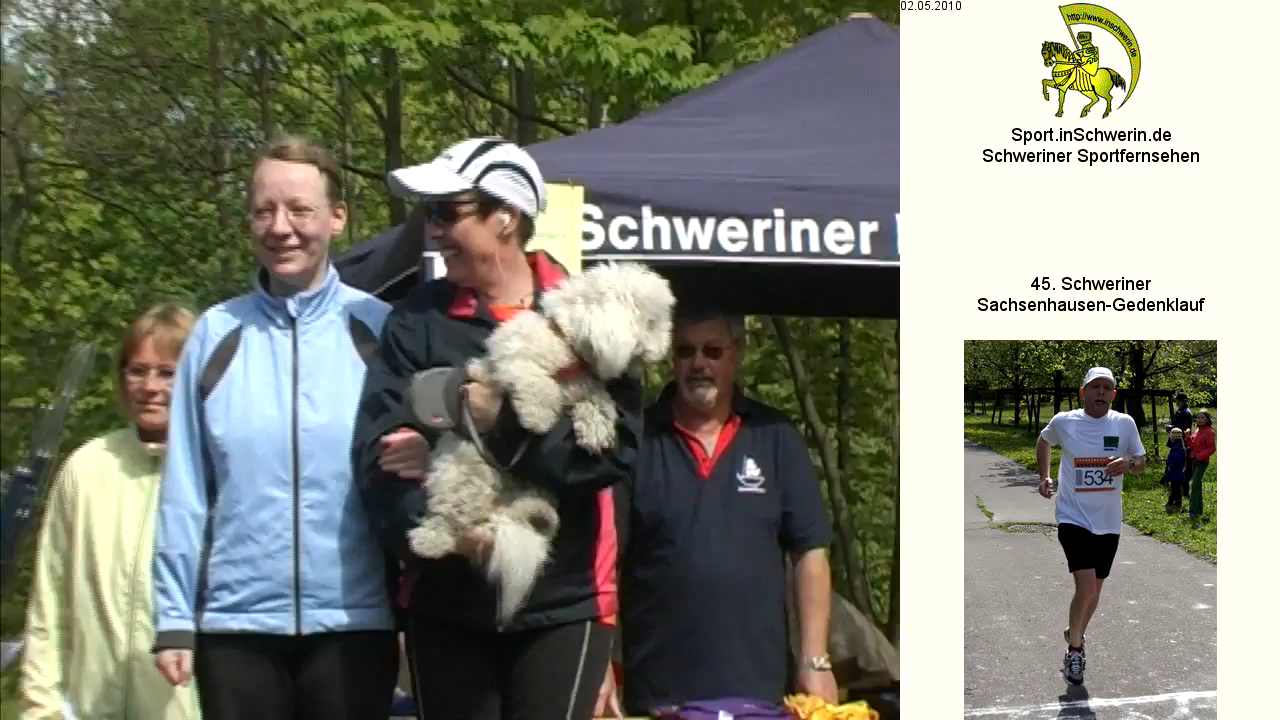 02.05.2010
http://www.inschwerin.de
Sport.inSchwerin.de
Schweriner Sportfernsehen
Schweriner
45. Schweriner
Sachsenhausen-Gedenklauf
534